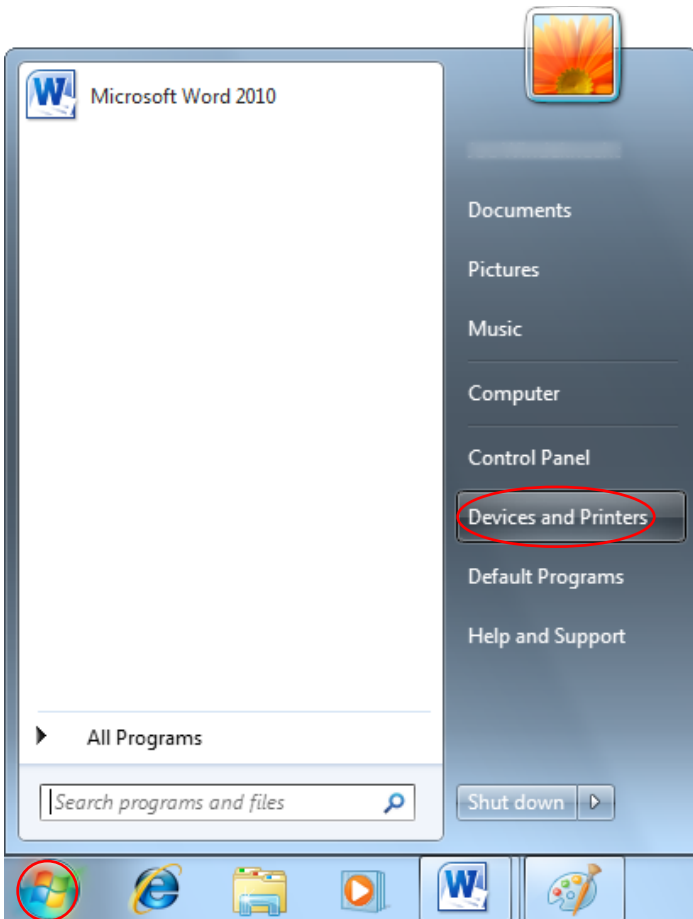 Microsoft Word 2010
All Programs
Search programs and files
Documents
Pictures
Music
Computer
Control Panel
Devices and Printers
Default Programs
Help and Support
Shut down